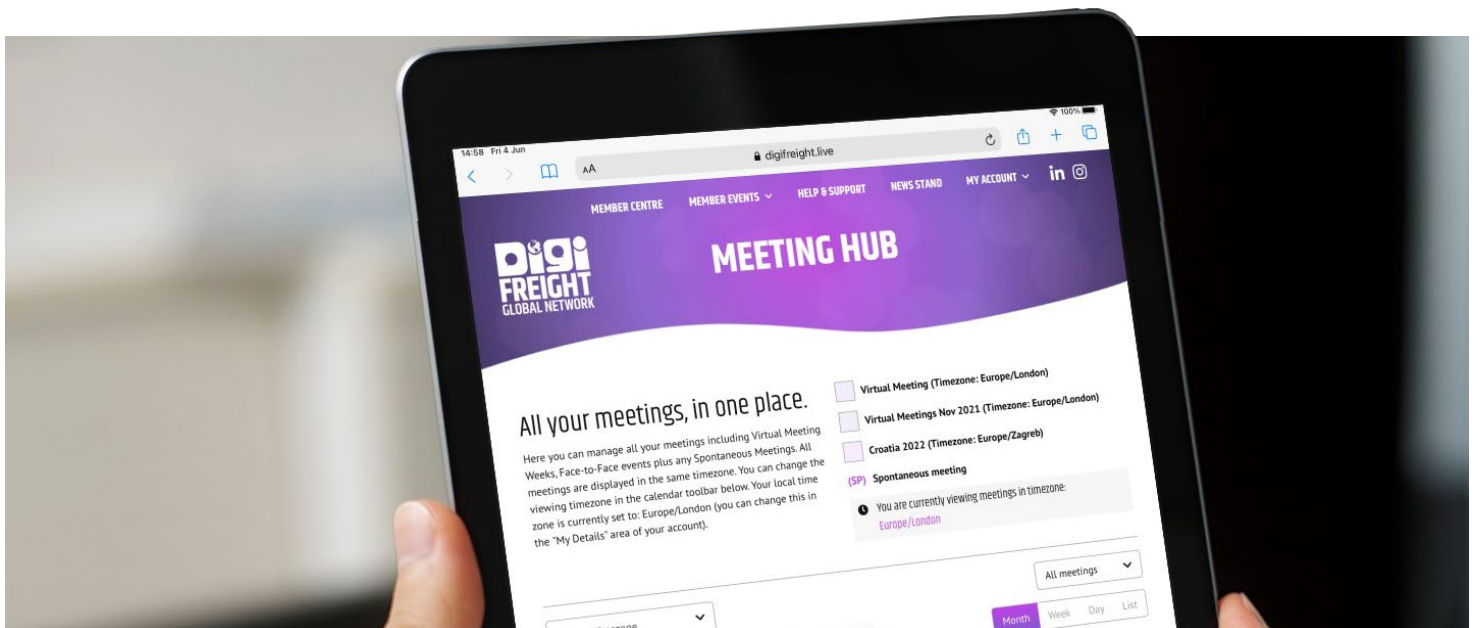 14:58 Fri 4 Jun
100%
AA
digifreight.live
MEMBER CENTRE MEMBER EVENTS HELP & SUPPORT NEWS STAND MY ACCOUNT in
Digi
FREIGHT
GLOBAL NETWORK
MEETING HUB
All your meetings, in one place.
Here you can manage all your meetings including Virtual Meeting
Weeks, Face-to-Face events plus any Spontaneous Meetings. All
meetings are displayed in the same timezone. You can change the
viewing timezone in the calendar toolbar below. Your local time
zone is currently set to: Europe/London (you can change this in
the "My Details" area of your account).
Virtual Meeting (Timezone: Europe/London)
Virtual Meetings Nov 2021 (Timezone: Europe/London)
Croatia 2022 (Timezone: Europe/Zagreb)
(SP) Spontaneous meeting
You are currently viewing meetings in timezone:
Europe/London
All meetings
Month Week Day List